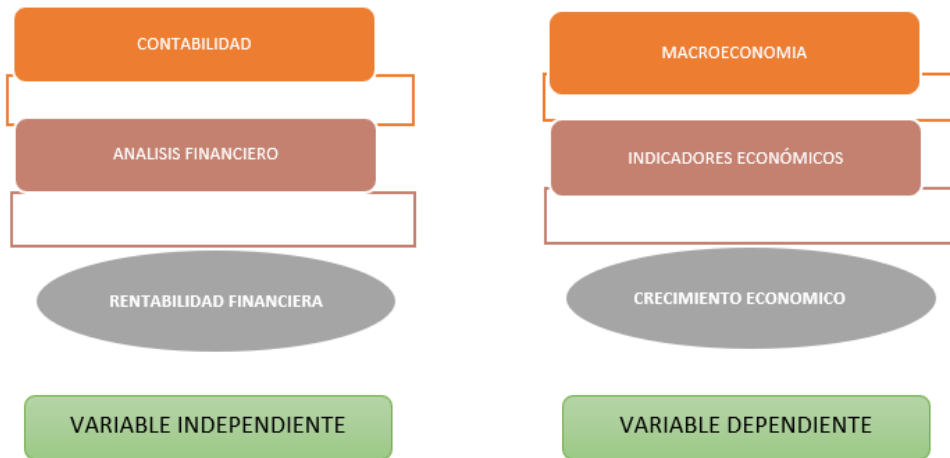 CONTABILIDAD
MACROECONOMIA
ANALISIS FINANCIERO
INDICADORES ECONÓMICOS
RENTABILIDAD FINANCIERA
CRECIMIENTO ECONOMICO
VARIABLE INDEPENDIENTE
VARIABLE DEPENDIENTE